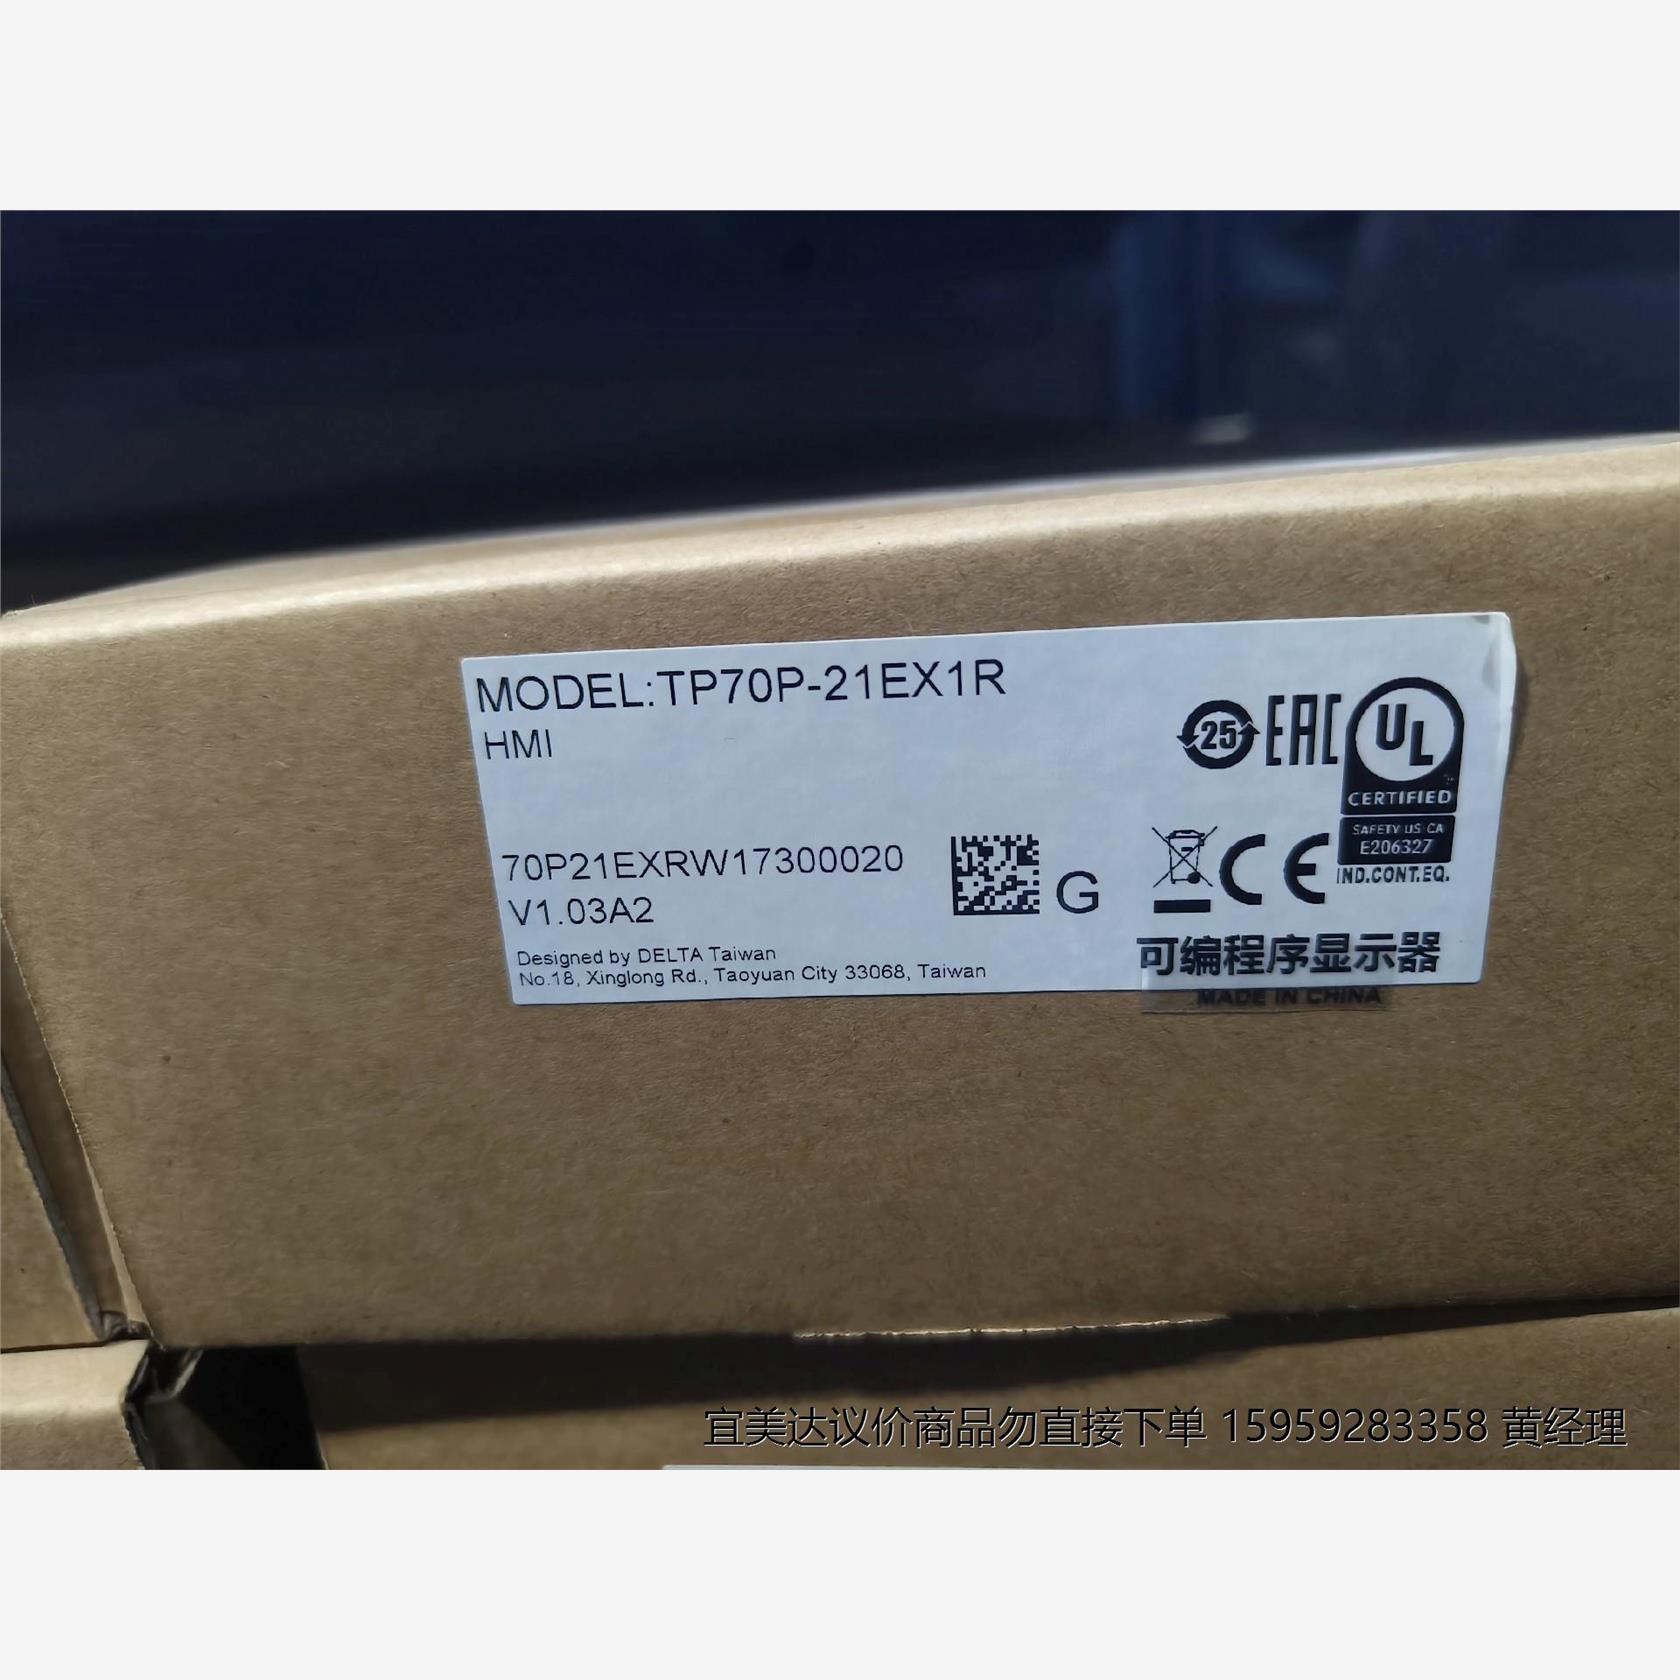 MODEL:TP70P-21EX1R
HMI
25 EAC UL
CERTIFIED
SAFETY US CA
E206327
IND.CONT.EQ.
70P21EXRW17300020
V1.03A2
G
CE
Designed by DELTA Taiwan
No.18, Xinglong Rd., Taoyuan City 33068, Taiwan
可编程序显示器
MADE IN CHINA
宜美达议价商品勿直接下单 15959283358 黄经理